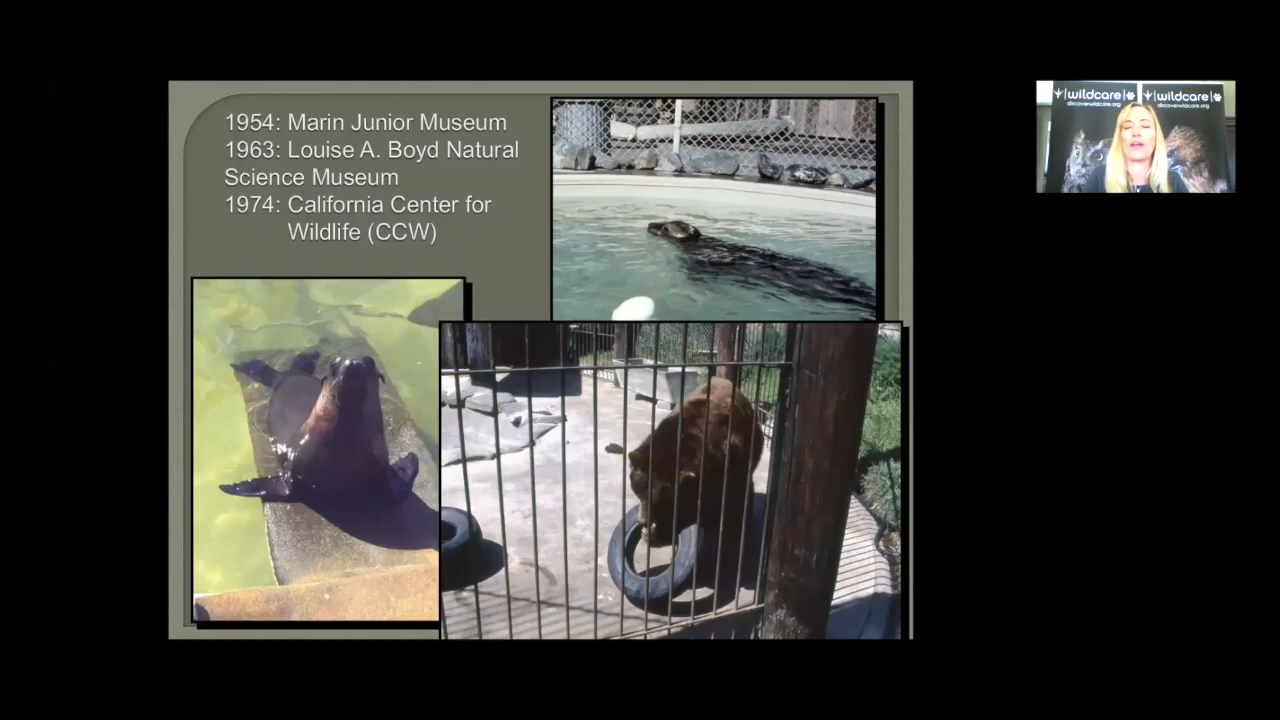 1954: Marin Junior Museum
1963: Louise A. Boyd Natural
Science Museum
1974: California Center for
Wildlife (CCW)
wildcare
discoverwildcare.org
wildcare
discoverwildcare.org